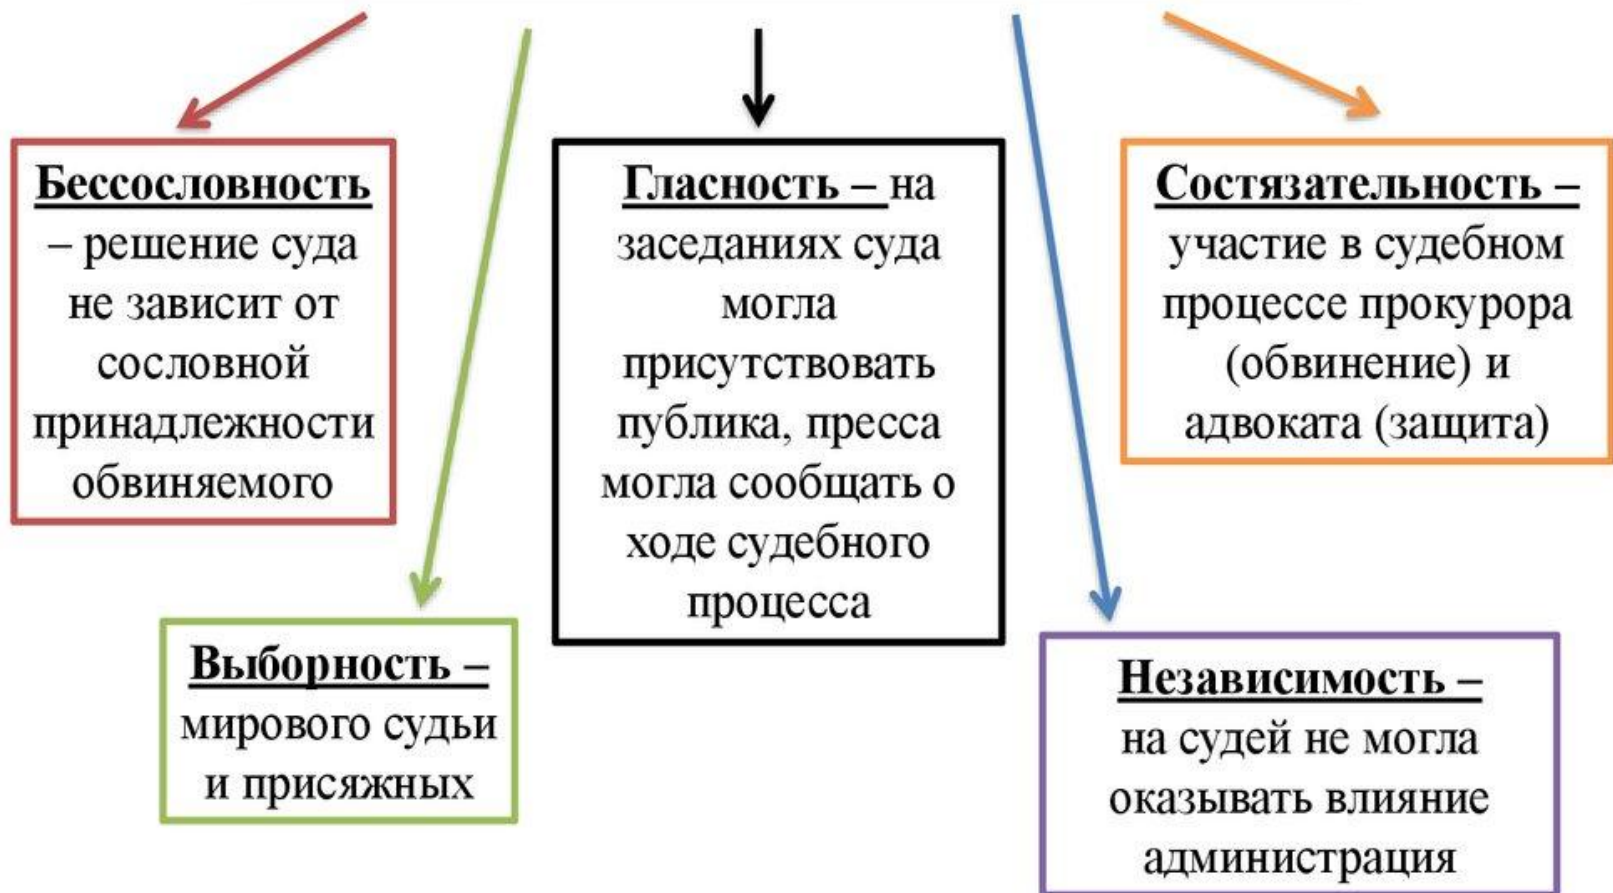 Бессословность
– решение суда
не зависит от
сословной
принадлежности
обвиняемого
Выборность –
мирового судьи
и присяжных
Гласность – на
заседаниях суда
могла
присутствовать
публика, пресса
могла сообщать о
ходе судебного
процесса
Независимость –
на судей не могла
оказывать влияние
администрация
Состязательность –
участие в судебном
процессе прокурора
(обвинение) и
адвоката (защита)